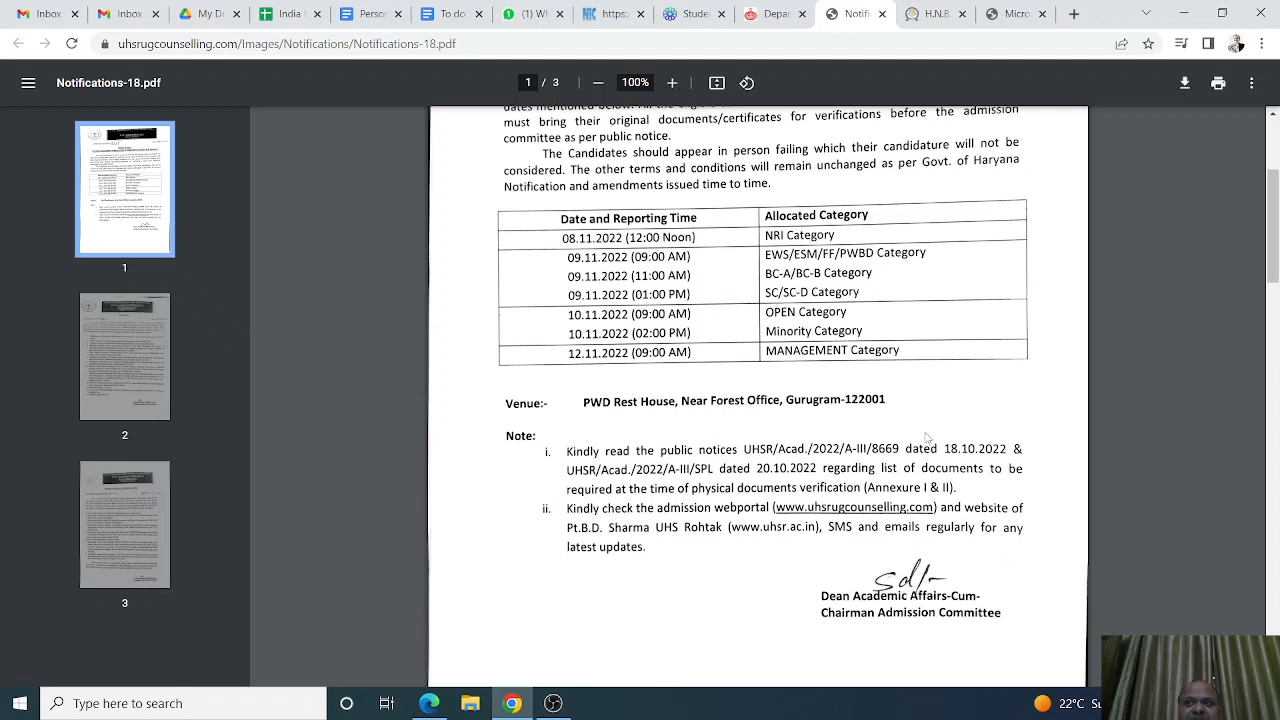 Inbox
Inbox
My Dr
India
Person
To do
(1) W
https:
Studer
Depar
Notific
H.N.B.
Micro
uhsrugcounselling.com/Images/Notifications/Notifications-18.pdf
Notifications-18.pdf
1 / 3
100%
must bring their original documents/certificates for verifications before the admission
committee as per public notice.
The Candidates should appear in person failing which their candidature will not be
considered. The other terms and conditions will remain unchanged as per Govt. of Haryana
Notification and amendments issued time to time.
Date and Reporting Time Allocated Category
08.11.2022 (12:00 Noon) NRI Category
09.11.2022 (09:00 AM) EWS/ESM/FF/PWBD Category
09.11.2022 (11:00 AM) BC-A/BC-B Category
09.11.2022 (01:00 PM) SC/SC-D Category
10.11.2022 (09:00 AM) OPEN Category
10.11.2022 (02:00 PM) Minority Category
12.11.2022 (09:00 AM) MANAGEMENT Category
Venue:- PWD Rest House, Near Forest Office, Gurugram-122001
Note:
i. Kindly read the public notices UHSR/Acad./2022/A-III/8669 dated 18.10.2022 &
UHSR/Acad./2022/A-III/SPL dated 20.10.2022 regarding list of documents to be
required at the time of physical documents verification (Annexure I & II).
ii. Kindly check the admission webportal (www.uhsrugcounselling.com) and website of
Pt.B.D. Sharma UHS Rohtak (www.uhsr.ac.in), SMS and emails regularly for any
latest updates.
Sd/-
Dean Academic Affairs-Cum-
Chairman Admission Committee
1
2
3
Type here to search
22°C